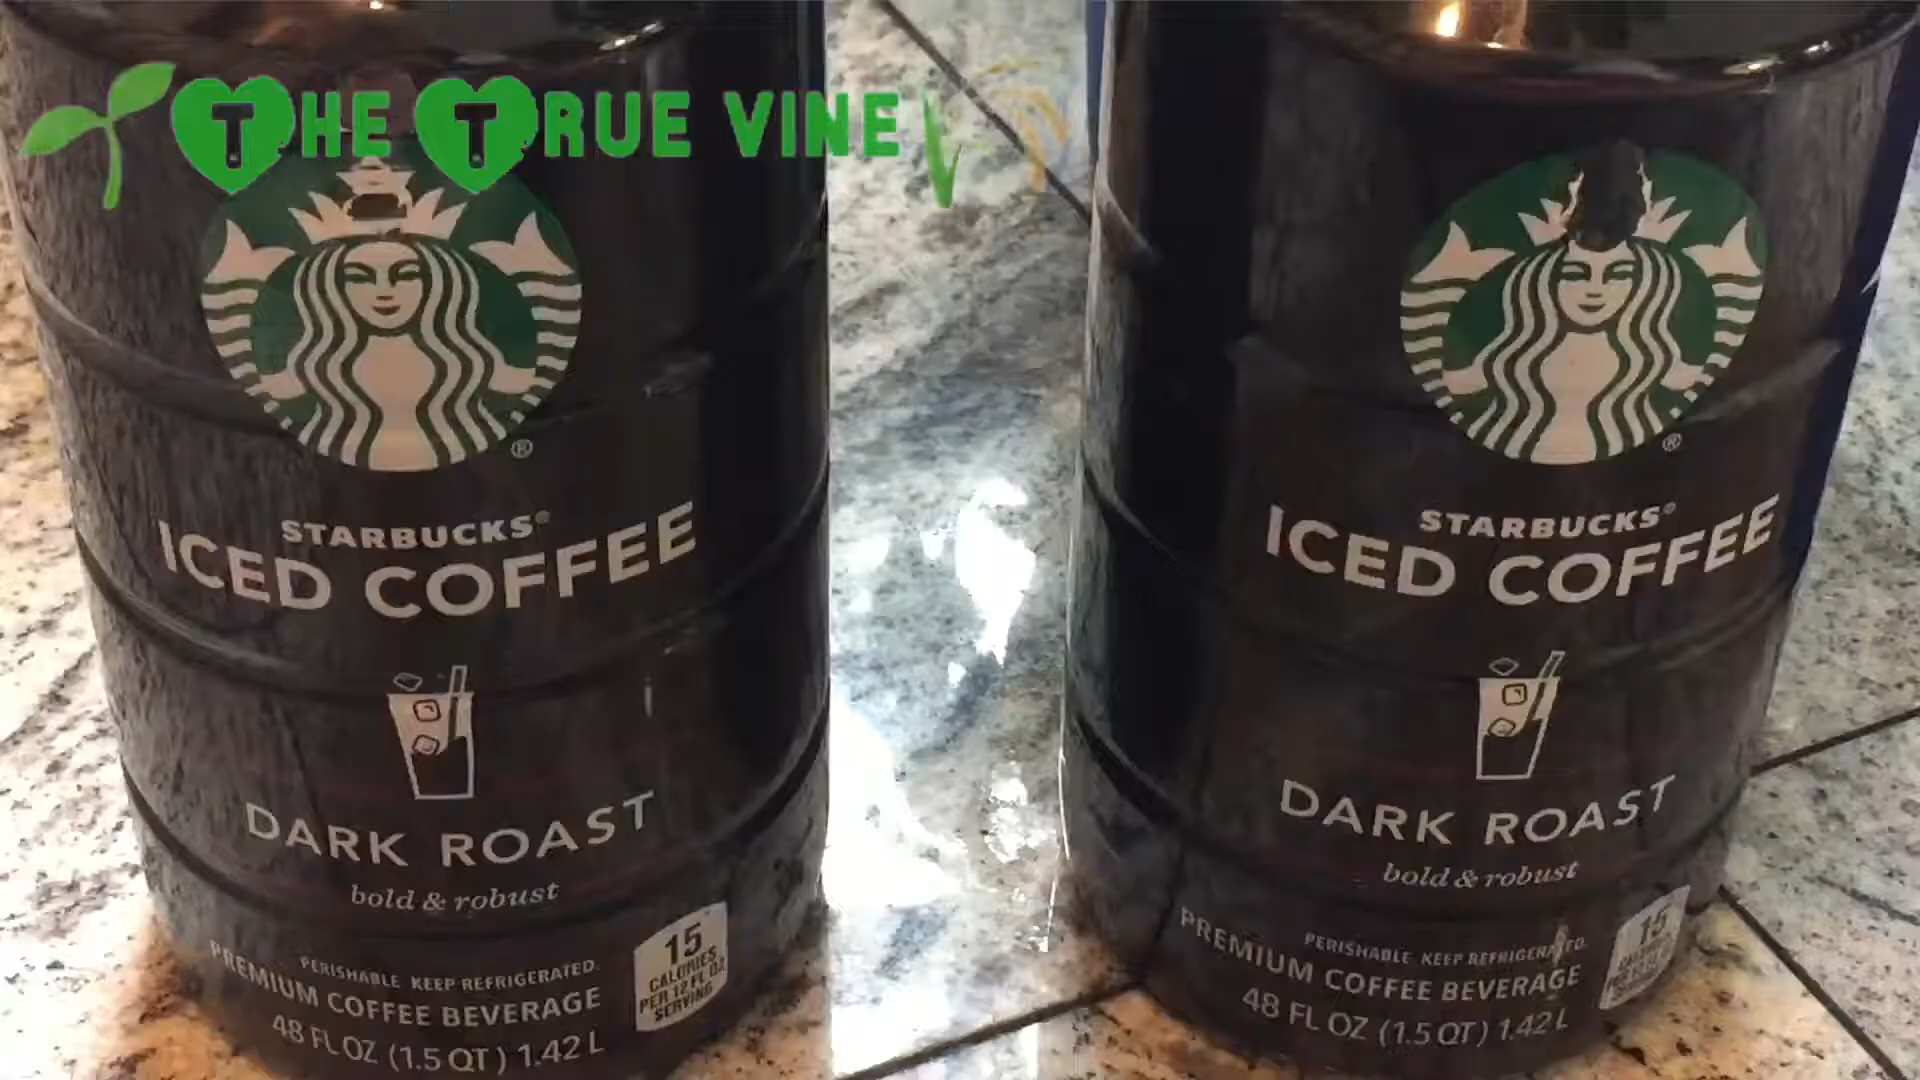 THE TRUE VINE
®
STARBUCKS®
ICED COFFEE
DARK ROAST
bold & robust
PERISHABLE KEEP REFRIGERATED.
PREMIUM COFFEE BEVERAGE
48 FL OZ (1.5 QT) 1.42 L
15
CALORIES
PER 12 FL OZ
SERVING
®
STARBUCKS®
ICED COFFEE
DARK ROAST
bold & robust
PERISHABLE KEEP REFRIGERATED.
PREMIUM COFFEE BEVERAGE
48 FL OZ (1.5 QT) 1.42 L
15